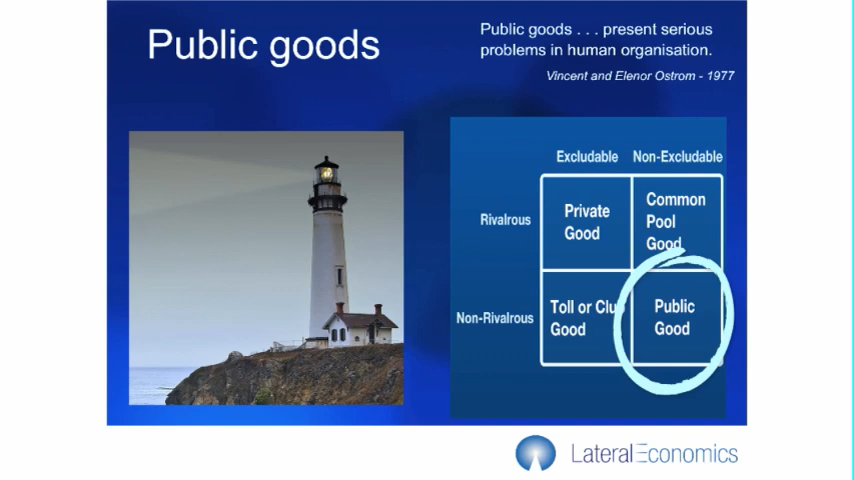 Public goods
Public goods . . . present serious
problems in human organisation.
Vincent and Elenor Ostrom - 1977
Excludable Non-Excludable
Rivalrous
Private
Good
Common
Pool
Good
Non-Rivalrous
Toll or Clu
Good
Public
Good
LateralEconomics